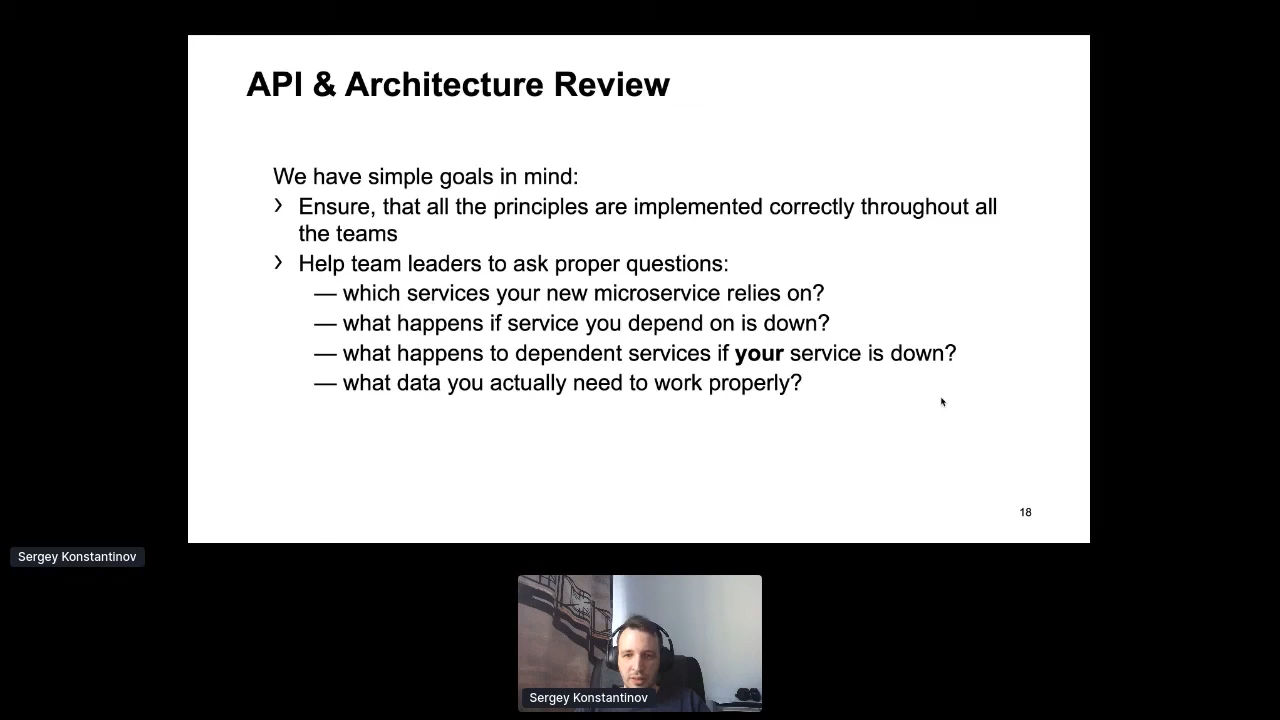 API & Architecture Review
We have simple goals in mind:
› Ensure, that all the principles are implemented correctly throughout all
the teams
› Help team leaders to ask proper questions:
— which services your new microservice relies on?
— what happens if service you depend on is down?
— what happens to dependent services if your service is down?
— what data you actually need to work properly?
18
Sergey Konstantinov
Sergey Konstantinov